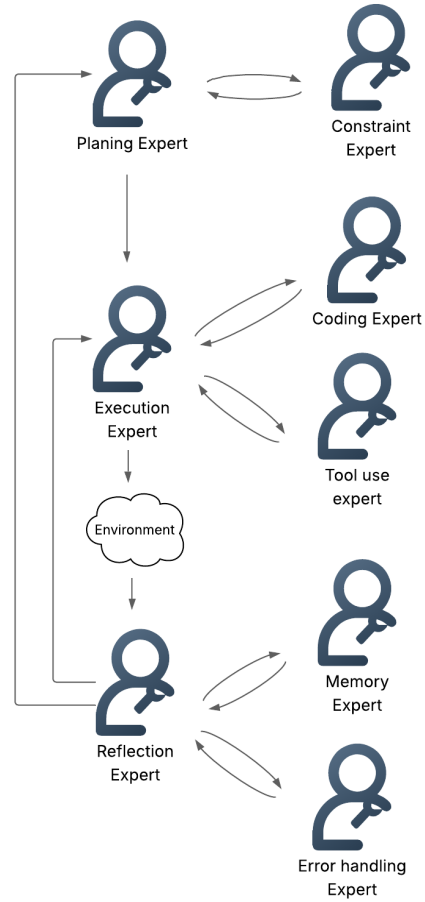 Planing Expert
Constraint
Expert
Coding Expert
Execution
Expert
Tool use
expert
Environment
Memory
Expert
Reflection
Expert
Error handling
Expert